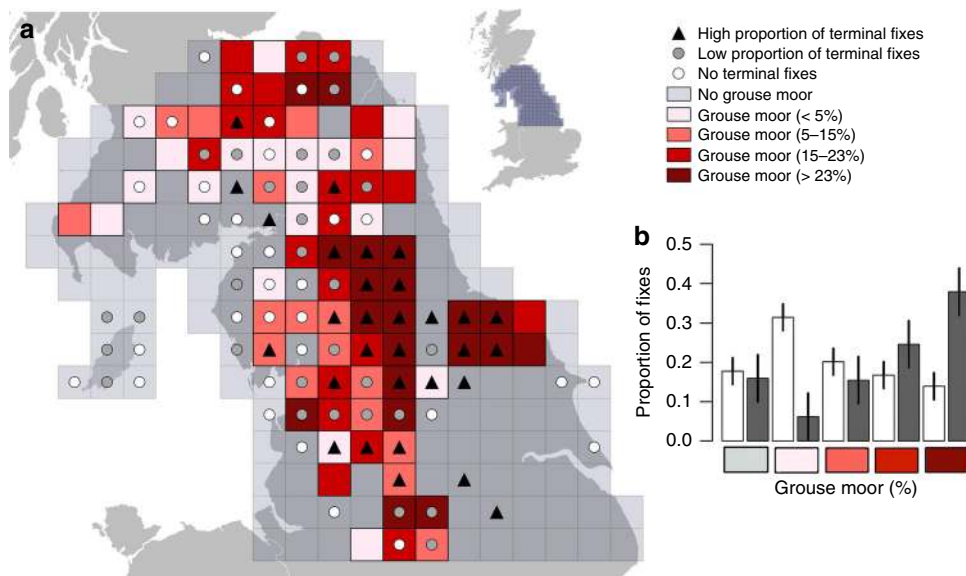 a
High proportion of terminal fixes
Low proportion of terminal fixes
No terminal fixes
No grouse moor
Grouse moor (< 5%)
Grouse moor (5–15%)
Grouse moor (15–23%)
Grouse moor (> 23%)
b
Proportion of fixes
0.5
0.4
0.3
0.2
0.1
0.0
Grouse moor (%)